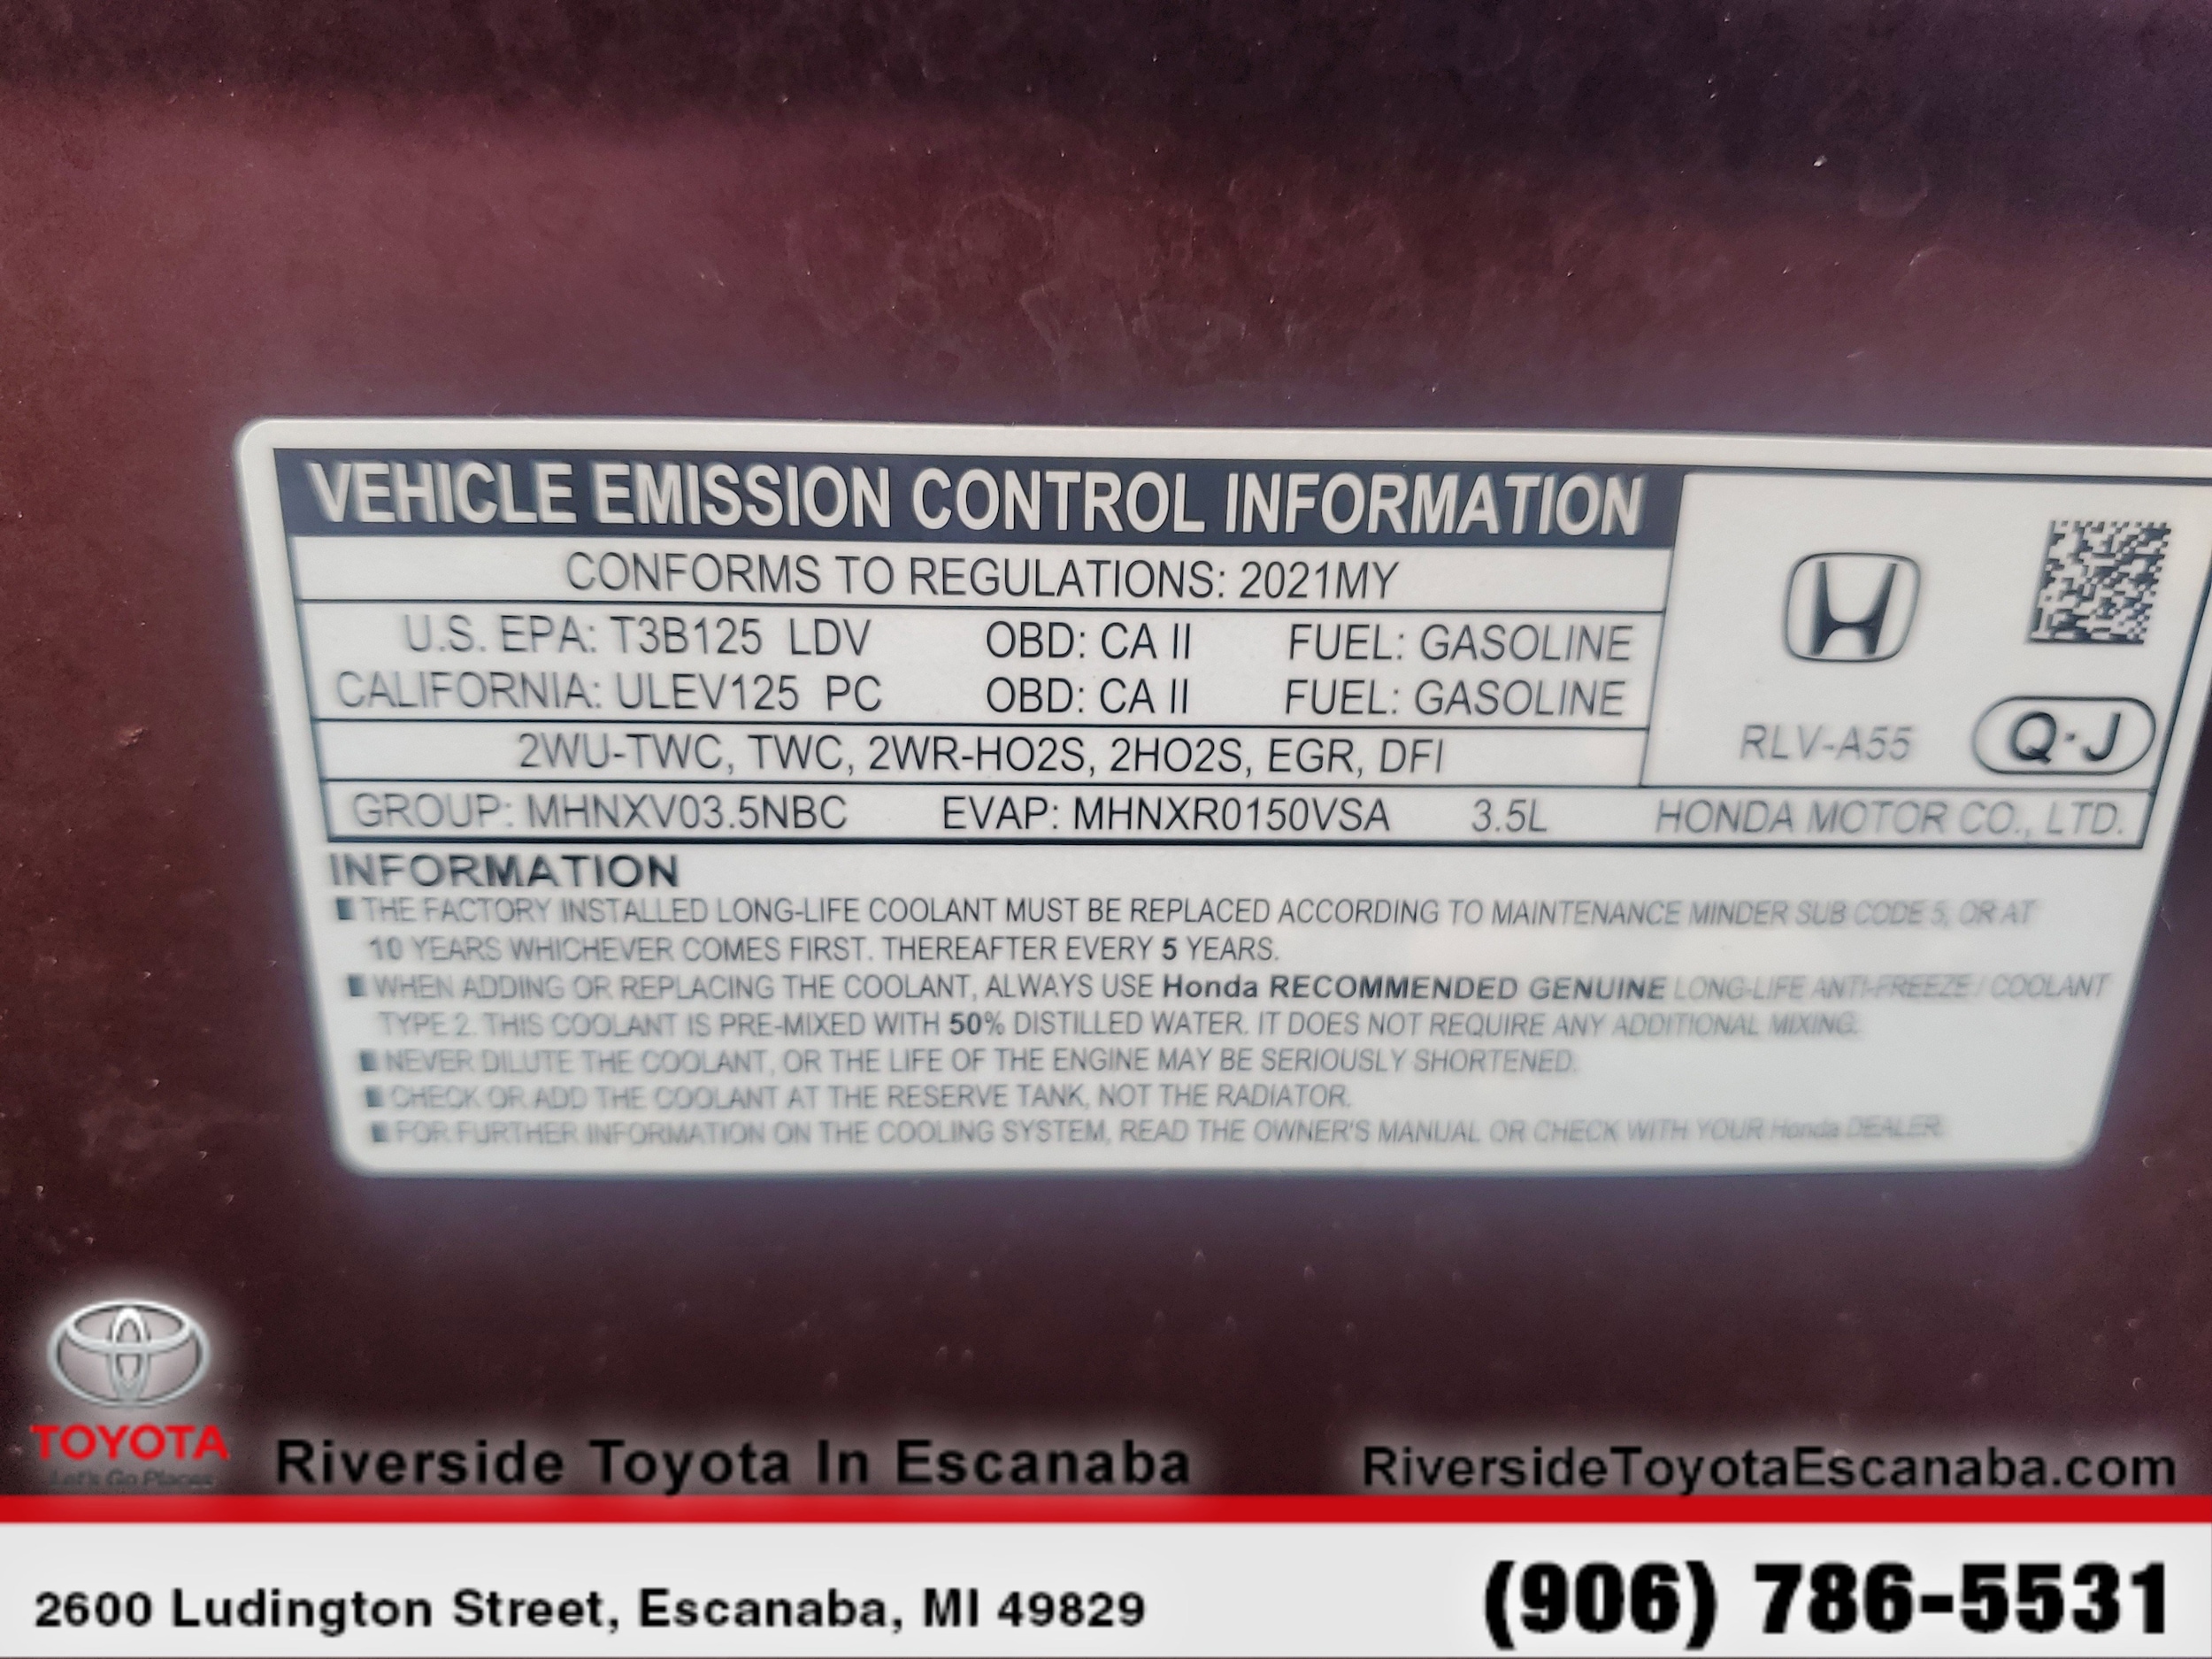 VEHICLE EMISSION CONTROL INFORMATION
CONFORMS TO REGULATIONS: 2021MY
U.S. EPA: T3B125 LDV OBD: CA II FUEL: GASOLINE
CALIFORNIA: ULEV125 PC OBD: CA II FUEL: GASOLINE
2WU-TWC, TWC, 2WR-HO2S, 2HO2S, EGR, DFI
RLV-A55 Q·J
GROUP: MHNXV03.5NBC EVAP: MHNXR0150VSA 3.5L HONDA MOTOR CO., LTD.
INFORMATION
■ THE FACTORY INSTALLED LONG-LIFE COOLANT MUST BE REPLACED ACCORDING TO MAINTENANCE MINDER SUB CODE 5, OR AT
10 YEARS WHICHEVER COMES FIRST. THEREAFTER EVERY 5 YEARS.
■ WHEN ADDING OR REPLACING THE COOLANT, ALWAYS USE Honda RECOMMENDED GENUINE LONG-LIFE ANTI-FREEZE / COOLANT
TYPE 2. THIS COOLANT IS PRE-MIXED WITH 50% DISTILLED WATER. IT DOES NOT REQUIRE ANY ADDITIONAL MIXING.
■ NEVER DILUTE THE COOLANT, OR THE LIFE OF THE ENGINE MAY BE SERIOUSLY SHORTENED.
■ CHECK OR ADD THE COOLANT AT THE RESERVE TANK, NOT THE RADIATOR.
■ FOR FURTHER INFORMATION ON THE COOLING SYSTEM, READ THE OWNER'S MANUAL OR CHECK WITH YOUR Honda DEALER.
TOYOTA
Let's Go Places
Riverside Toyota In Escanaba
RiversideToyotaEscanaba.com
2600 Ludington Street, Escanaba, MI 49829
(906) 786-5531